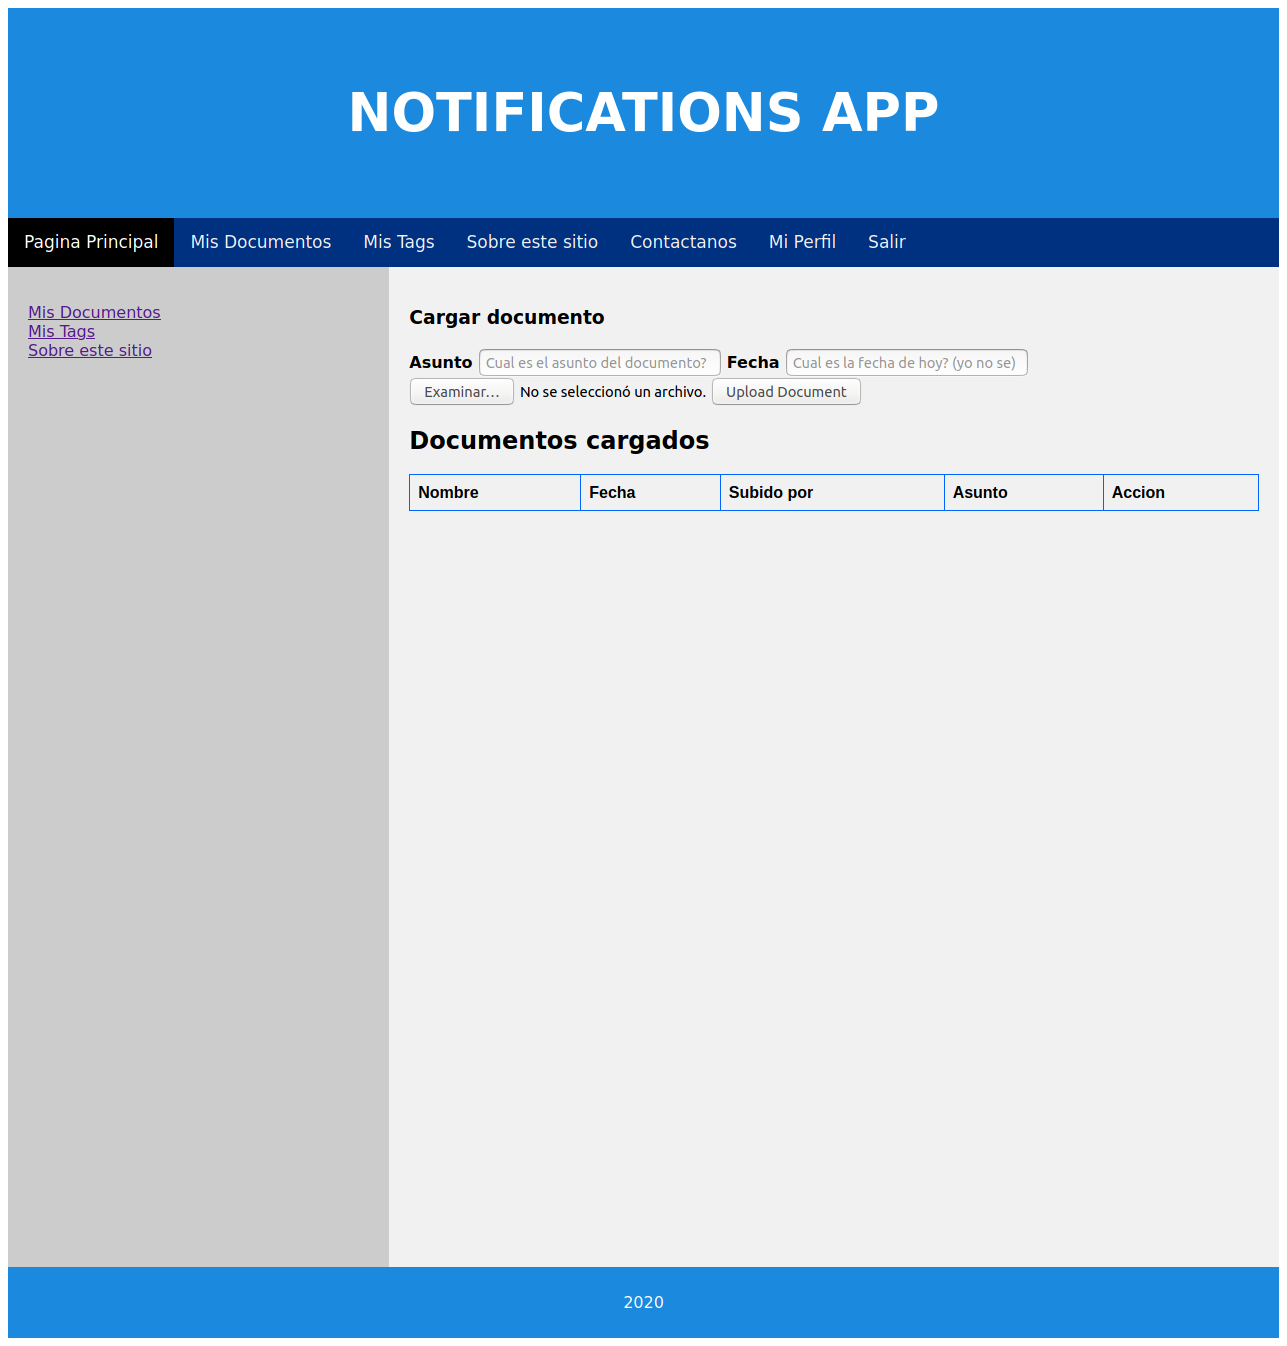 NOTIFICATIONS APP
Pagina Principal Mis Documentos Mis Tags Sobre este sitio Contactanos Mi Perfil Salir
Mis Documentos
Mis Tags
Sobre este sitio
Cargar documento
Asunto Cual es el asunto del documento? Fecha Cual es la fecha de hoy? (yo no se)
Examinar... No se seleccionó un archivo. Upload Document
Documentos cargados
Nombre Fecha Subido por Asunto Accion
2020